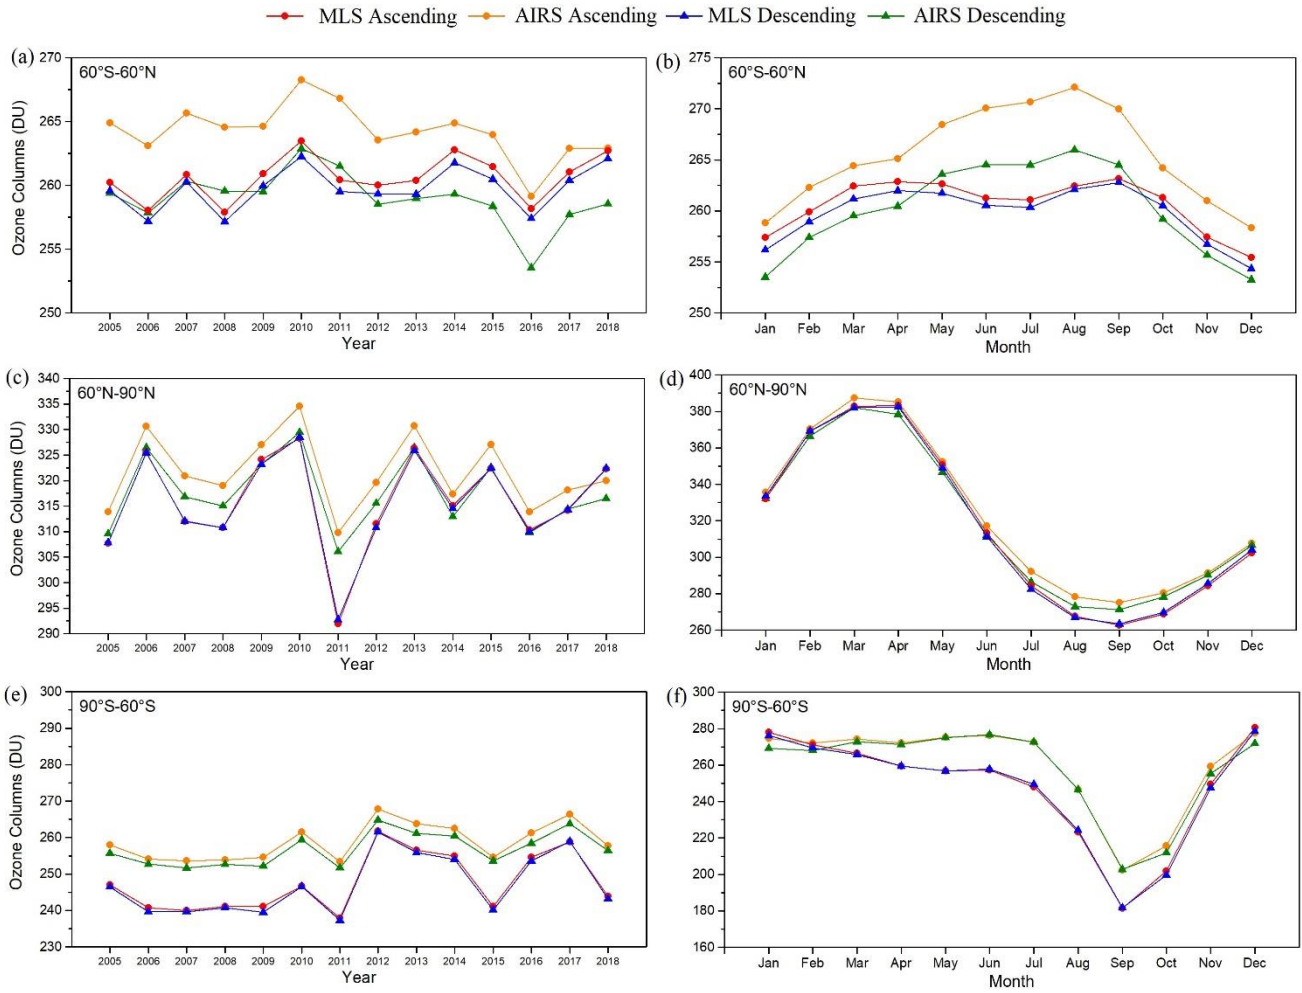 MLS Ascending AIRS Ascending MLS Descending AIRS Descending
(a)
60°S-60°N
Ozone Columns (DU)
270
265
260
255
250
2005 2006 2007 2008 2009 2010 2011 2012 2013 2014 2015 2016 2017 2018
Year
(b)
60°S-60°N
275
270
265
260
255
250
Jan Feb Mar Apr May Jun Jul Aug Sep Oct Nov Dec
Month
(c)
60°N-90°N
Ozone Columns (DU)
340
335
330
325
320
315
310
305
300
295
290
2005 2006 2007 2008 2009 2010 2011 2012 2013 2014 2015 2016 2017 2018
Year
(d)
60°N-90°N
400
380
360
340
320
300
280
260
Jan Feb Mar Apr May Jun Jul Aug Sep Oct Nov Dec
Month
(e)
90°S-60°S
Ozone Columns (DU)
300
290
280
270
260
250
240
230
2005 2006 2007 2008 2009 2010 2011 2012 2013 2014 2015 2016 2017 2018
Year
(f)
90°S-60°S
300
280
260
240
220
200
180
160
Jan Feb Mar Apr May Jun Jul Aug Sep Oct Nov Dec
Month